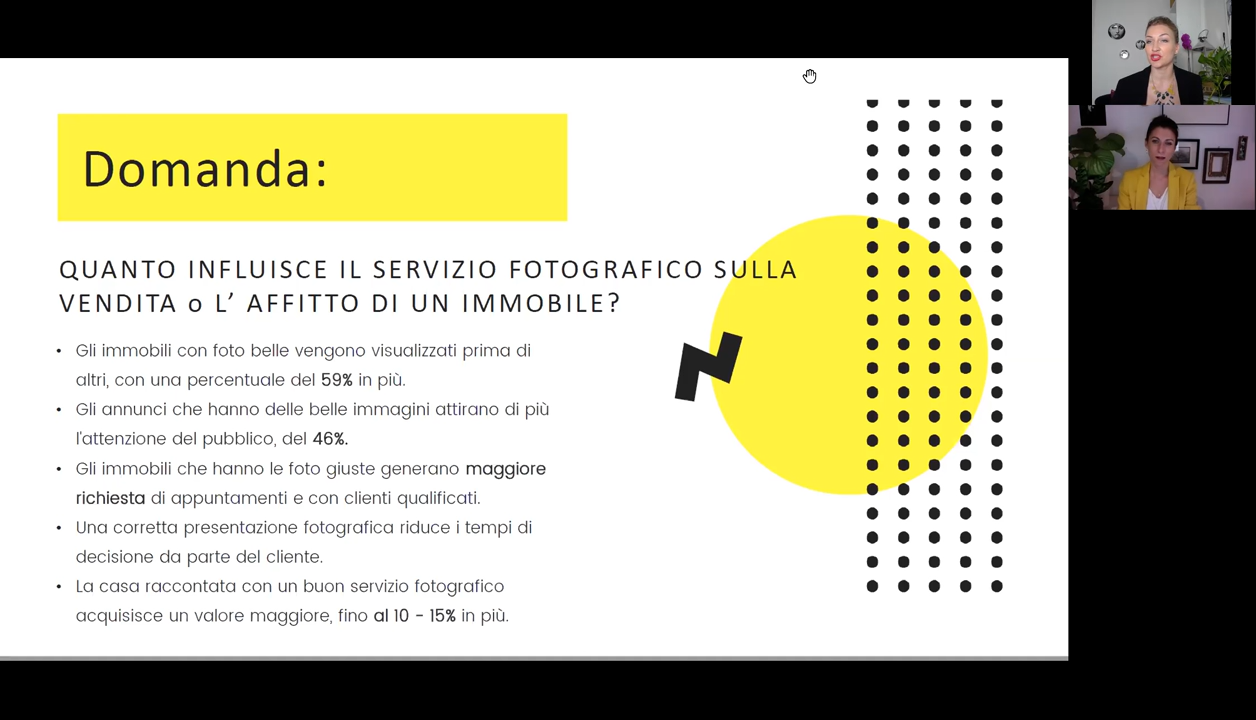 Domanda:
QUANTO INFLUISCE IL SERVIZIO FOTOGRAFICO SULLA
VENDITA o L’ AFFITTO DI UN IMMOBILE?
• Gli immobili con foto belle vengono visualizzati prima di
altri, con una percentuale del 59% in più.
• Gli annunci che hanno delle belle immagini attirano di più
l'attenzione del pubblico, del 46%.
• Gli immobili che hanno le foto giuste generano maggiore
richiesta di appuntamenti e con clienti qualificati.
• Una corretta presentazione fotografica riduce i tempi di
decisione da parte del cliente.
• La casa raccontata con un buon servizio fotografico
acquisisce un valore maggiore, fino al 10 - 15% in più.